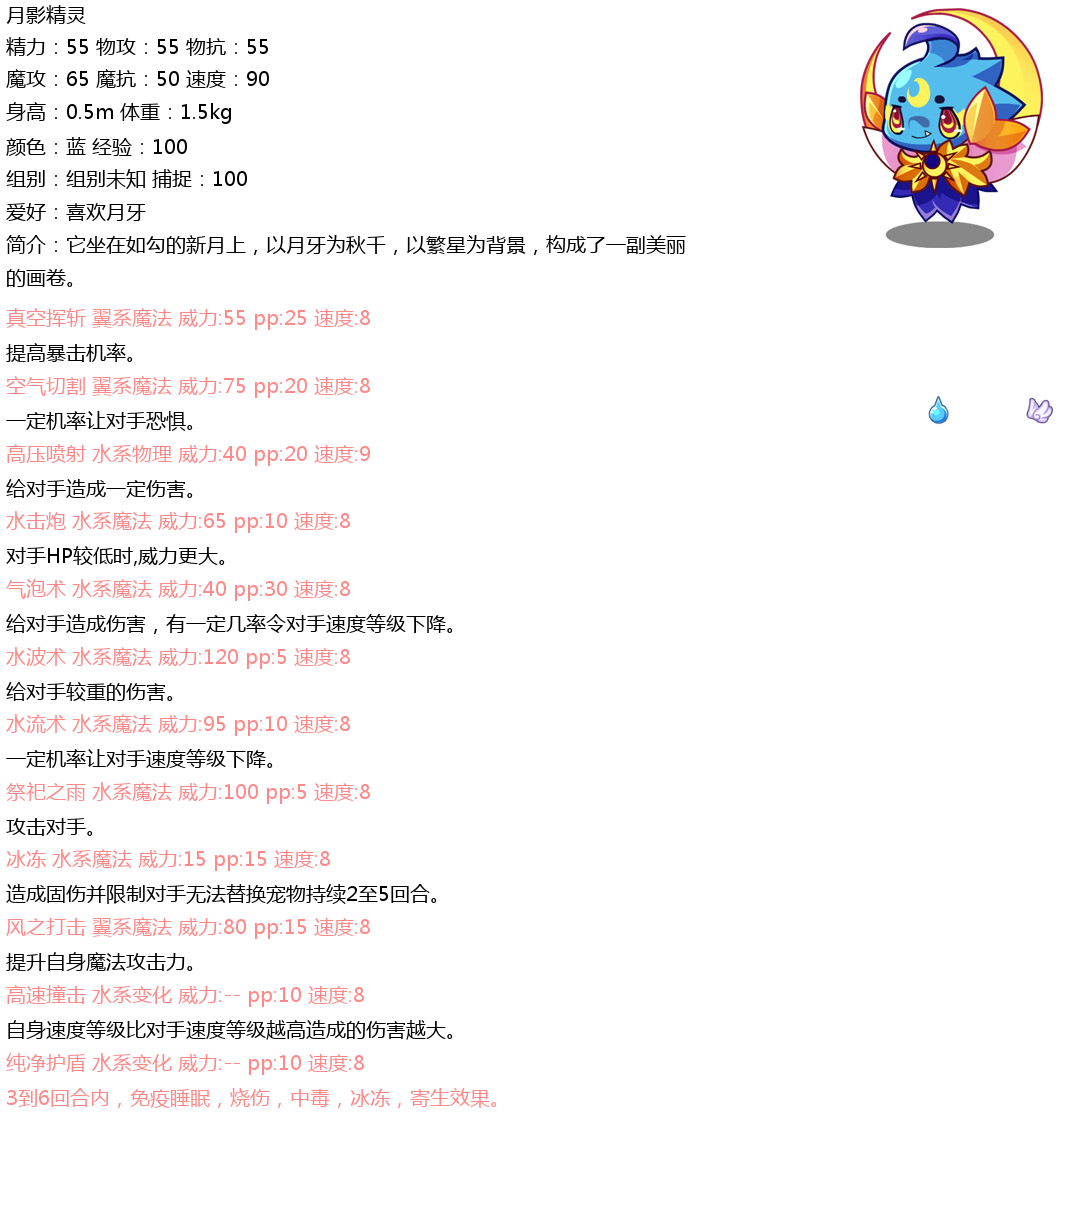 月影精灵
精力：55 物攻：55 物抗：55
魔攻：65 魔抗：50 速度：90
身高：0.5m 体重：1.5kg
颜色：蓝 经验：100
组别：组别未知 捕捉：100
爱好：喜欢月牙
简介：它坐在如勾的新月上，以月牙为秋千，以繁星为背景，构成了一副美丽
的画卷。
真空挥斩 翼系魔法 威力:55 pp:25 速度:8
提高暴击机率。
空气切割 翼系魔法 威力:75 pp:20 速度:8
一定机率让对手恐惧。
高压喷射 水系物理 威力:40 pp:20 速度:9
给对手造成一定伤害。
水击炮 水系魔法 威力:65 pp:10 速度:8
对手HP较低时,威力更大。
气泡术 水系魔法 威力:40 pp:30 速度:8
给对手造成伤害，有一定几率令对手速度等级下降。
水波术 水系魔法 威力:120 pp:5 速度:8
给对手较重的伤害。
水流术 水系魔法 威力:95 pp:10 速度:8
一定机率让对手速度等级下降。
祭祀之雨 水系魔法 威力:100 pp:5 速度:8
攻击对手。
冰冻 水系魔法 威力:15 pp:15 速度:8
造成固伤并限制对手无法替换宠物持续2至5回合。
风之打击 翼系魔法 威力:80 pp:15 速度:8
提升自身魔法攻击力。
高速撞击 水系变化 威力:-- pp:10 速度:8
自身速度等级比对手速度等级越高造成的伤害越大。
纯净护盾 水系变化 威力:-- pp:10 速度:8
3到6回合内，免疫睡眠，烧伤，中毒，冰冻，寄生效果。